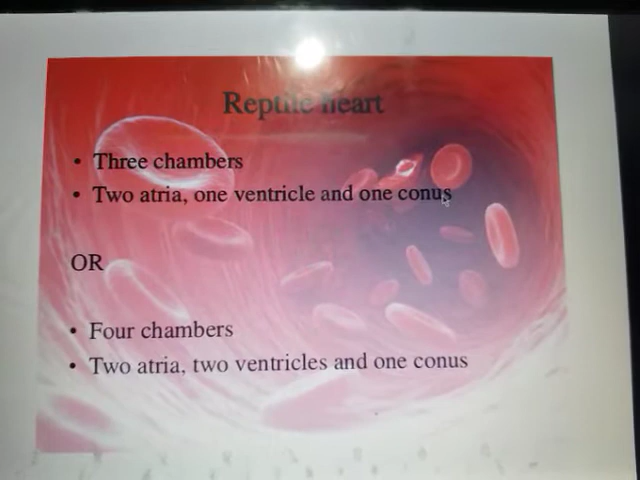 Reptile heart
• Three chambers
• Two atria, one ventricle and one conus
OR
• Four chambers
• Two atria, two ventricles and one conus